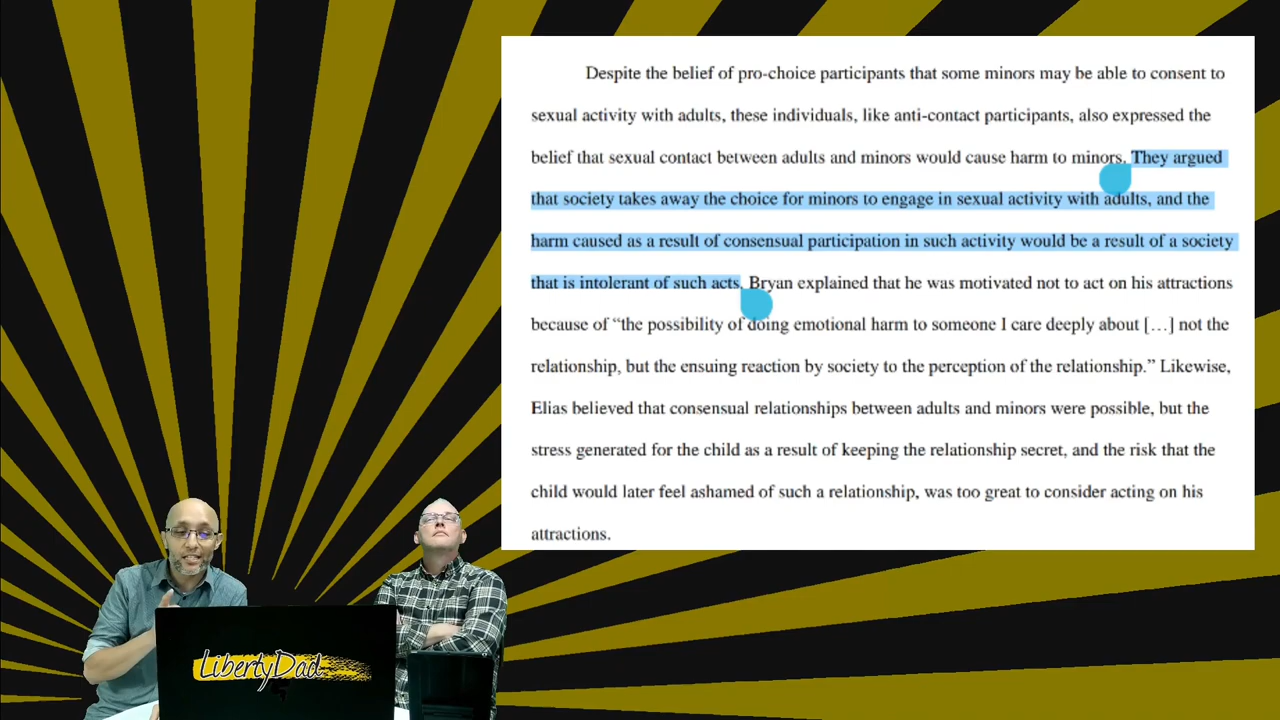 Despite the belief of pro-choice participants that some minors may be able to consent to
sexual activity with adults, these individuals, like anti-contact participants, also expressed the
belief that sexual contact between adults and minors would cause harm to minors. They argued
that society takes away the choice for minors to engage in sexual activity with adults, and the
harm caused as a result of consensual participation in such activity would be a result of a society
that is intolerant of such acts. Bryan explained that he was motivated not to act on his attractions
because of “the possibility of doing emotional harm to someone I care deeply about […] not the
relationship, but the ensuing reaction by society to the perception of the relationship.” Likewise,
Elias believed that consensual relationships between adults and minors were possible, but the
stress generated for the child as a result of keeping the relationship secret, and the risk that the
child would later feel ashamed of such a relationship, was too great to consider acting on his
attractions.
LibertyDad